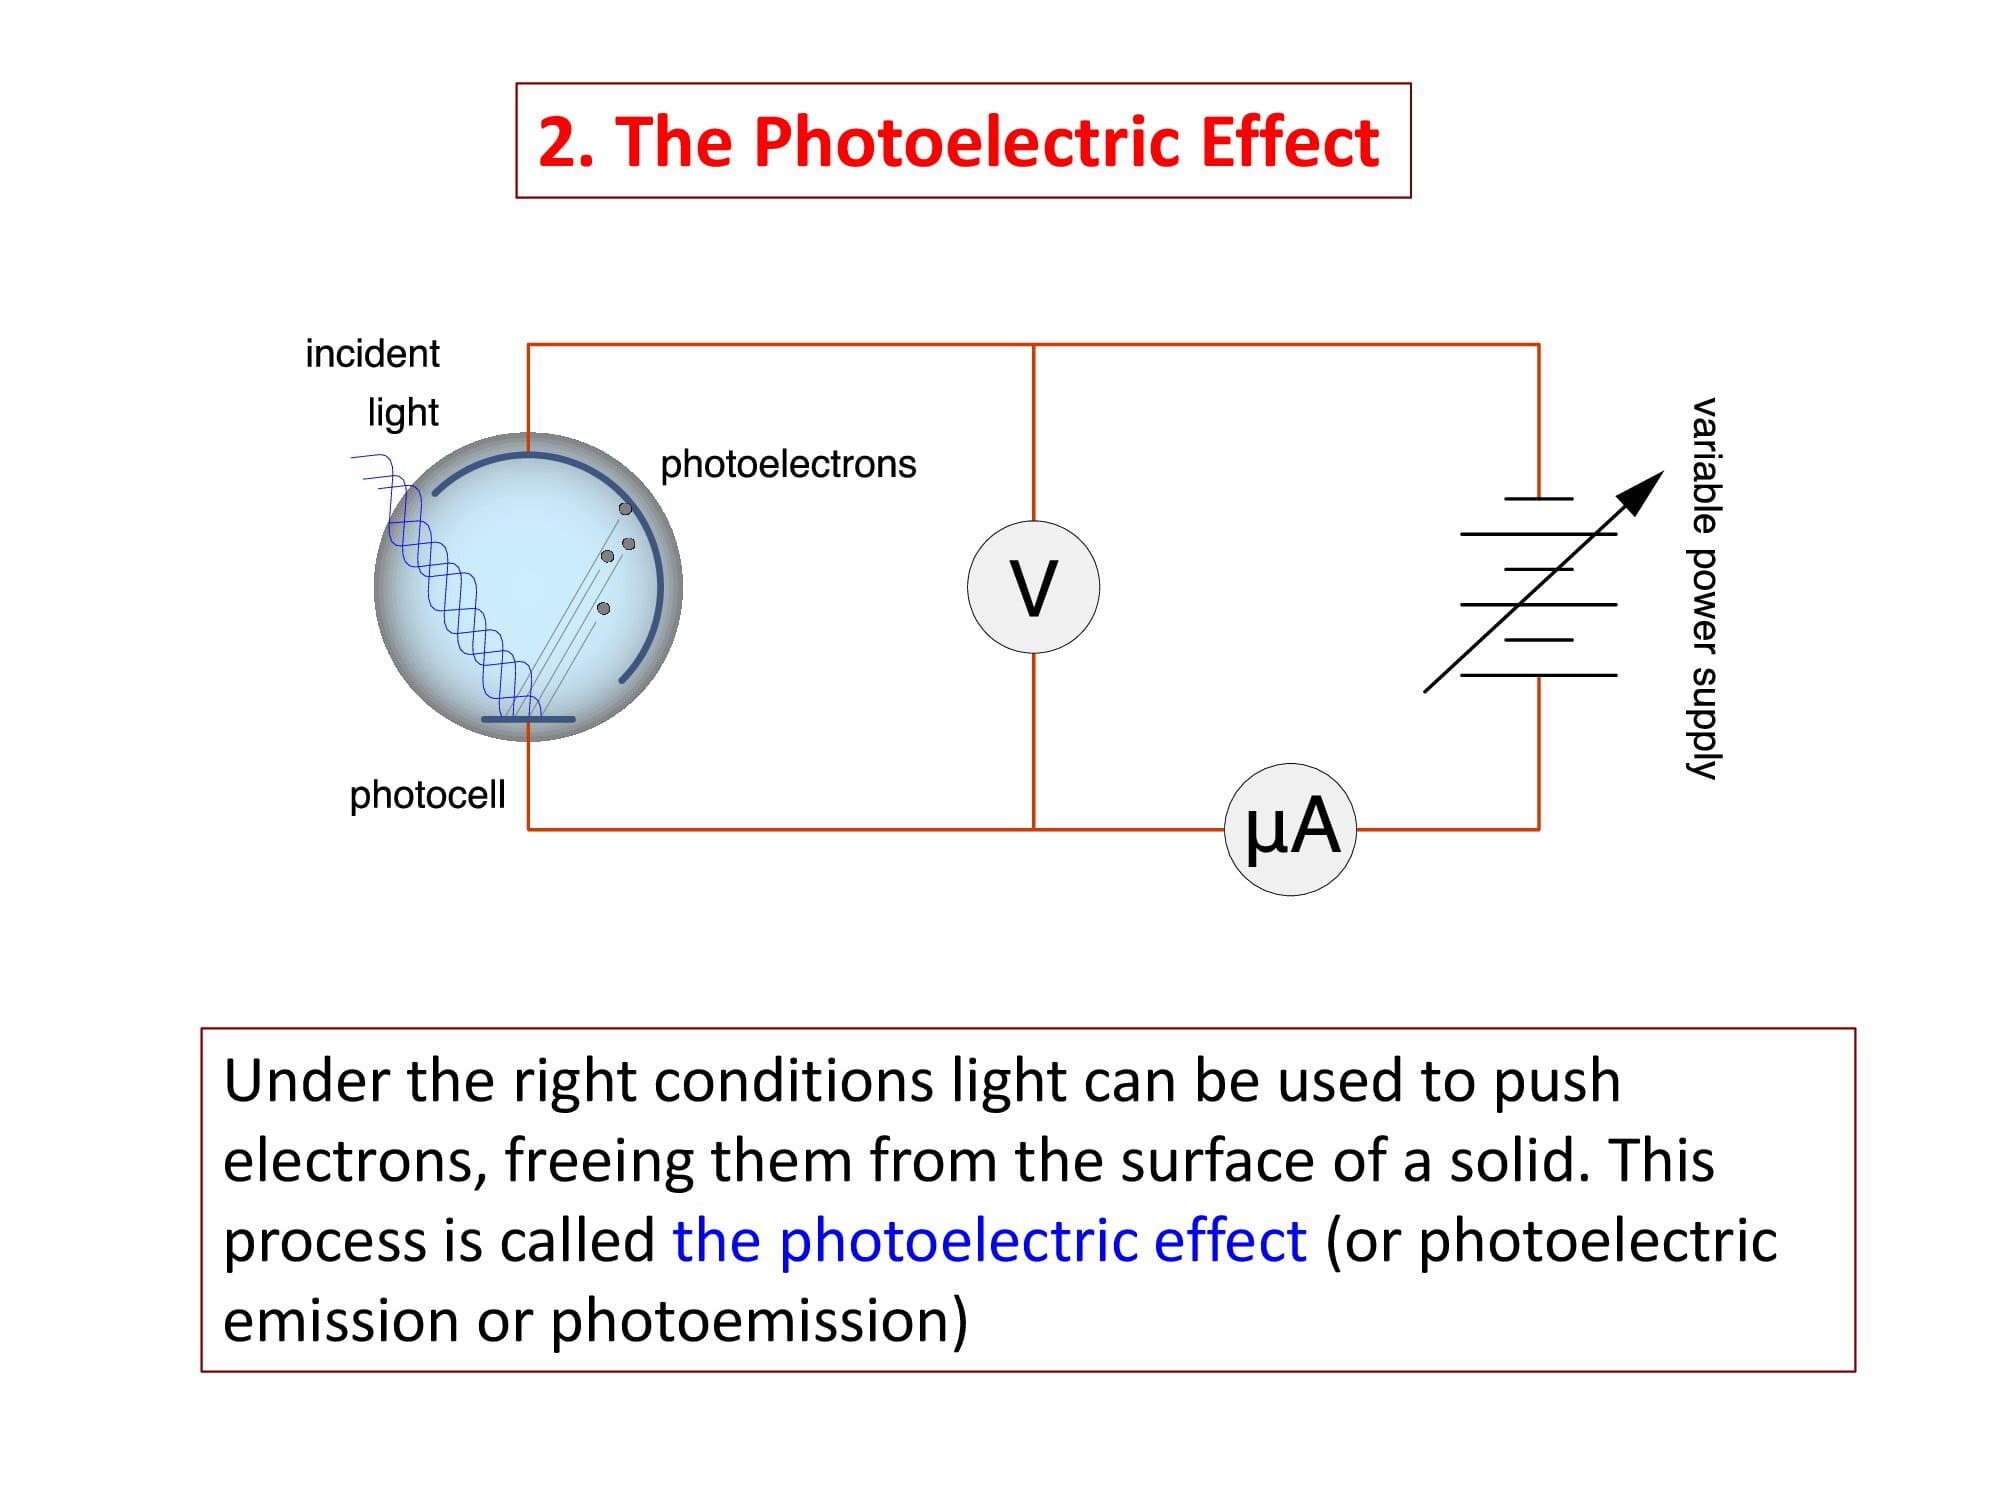 2. The Photoelectric Effect
incident
light
photoelectrons
variable power supply
V
photocell
µA
Under the right conditions light can be used to push
electrons, freeing them from the surface of a solid. This
process is called the photoelectric effect (or photoelectric
emission or photoemission)